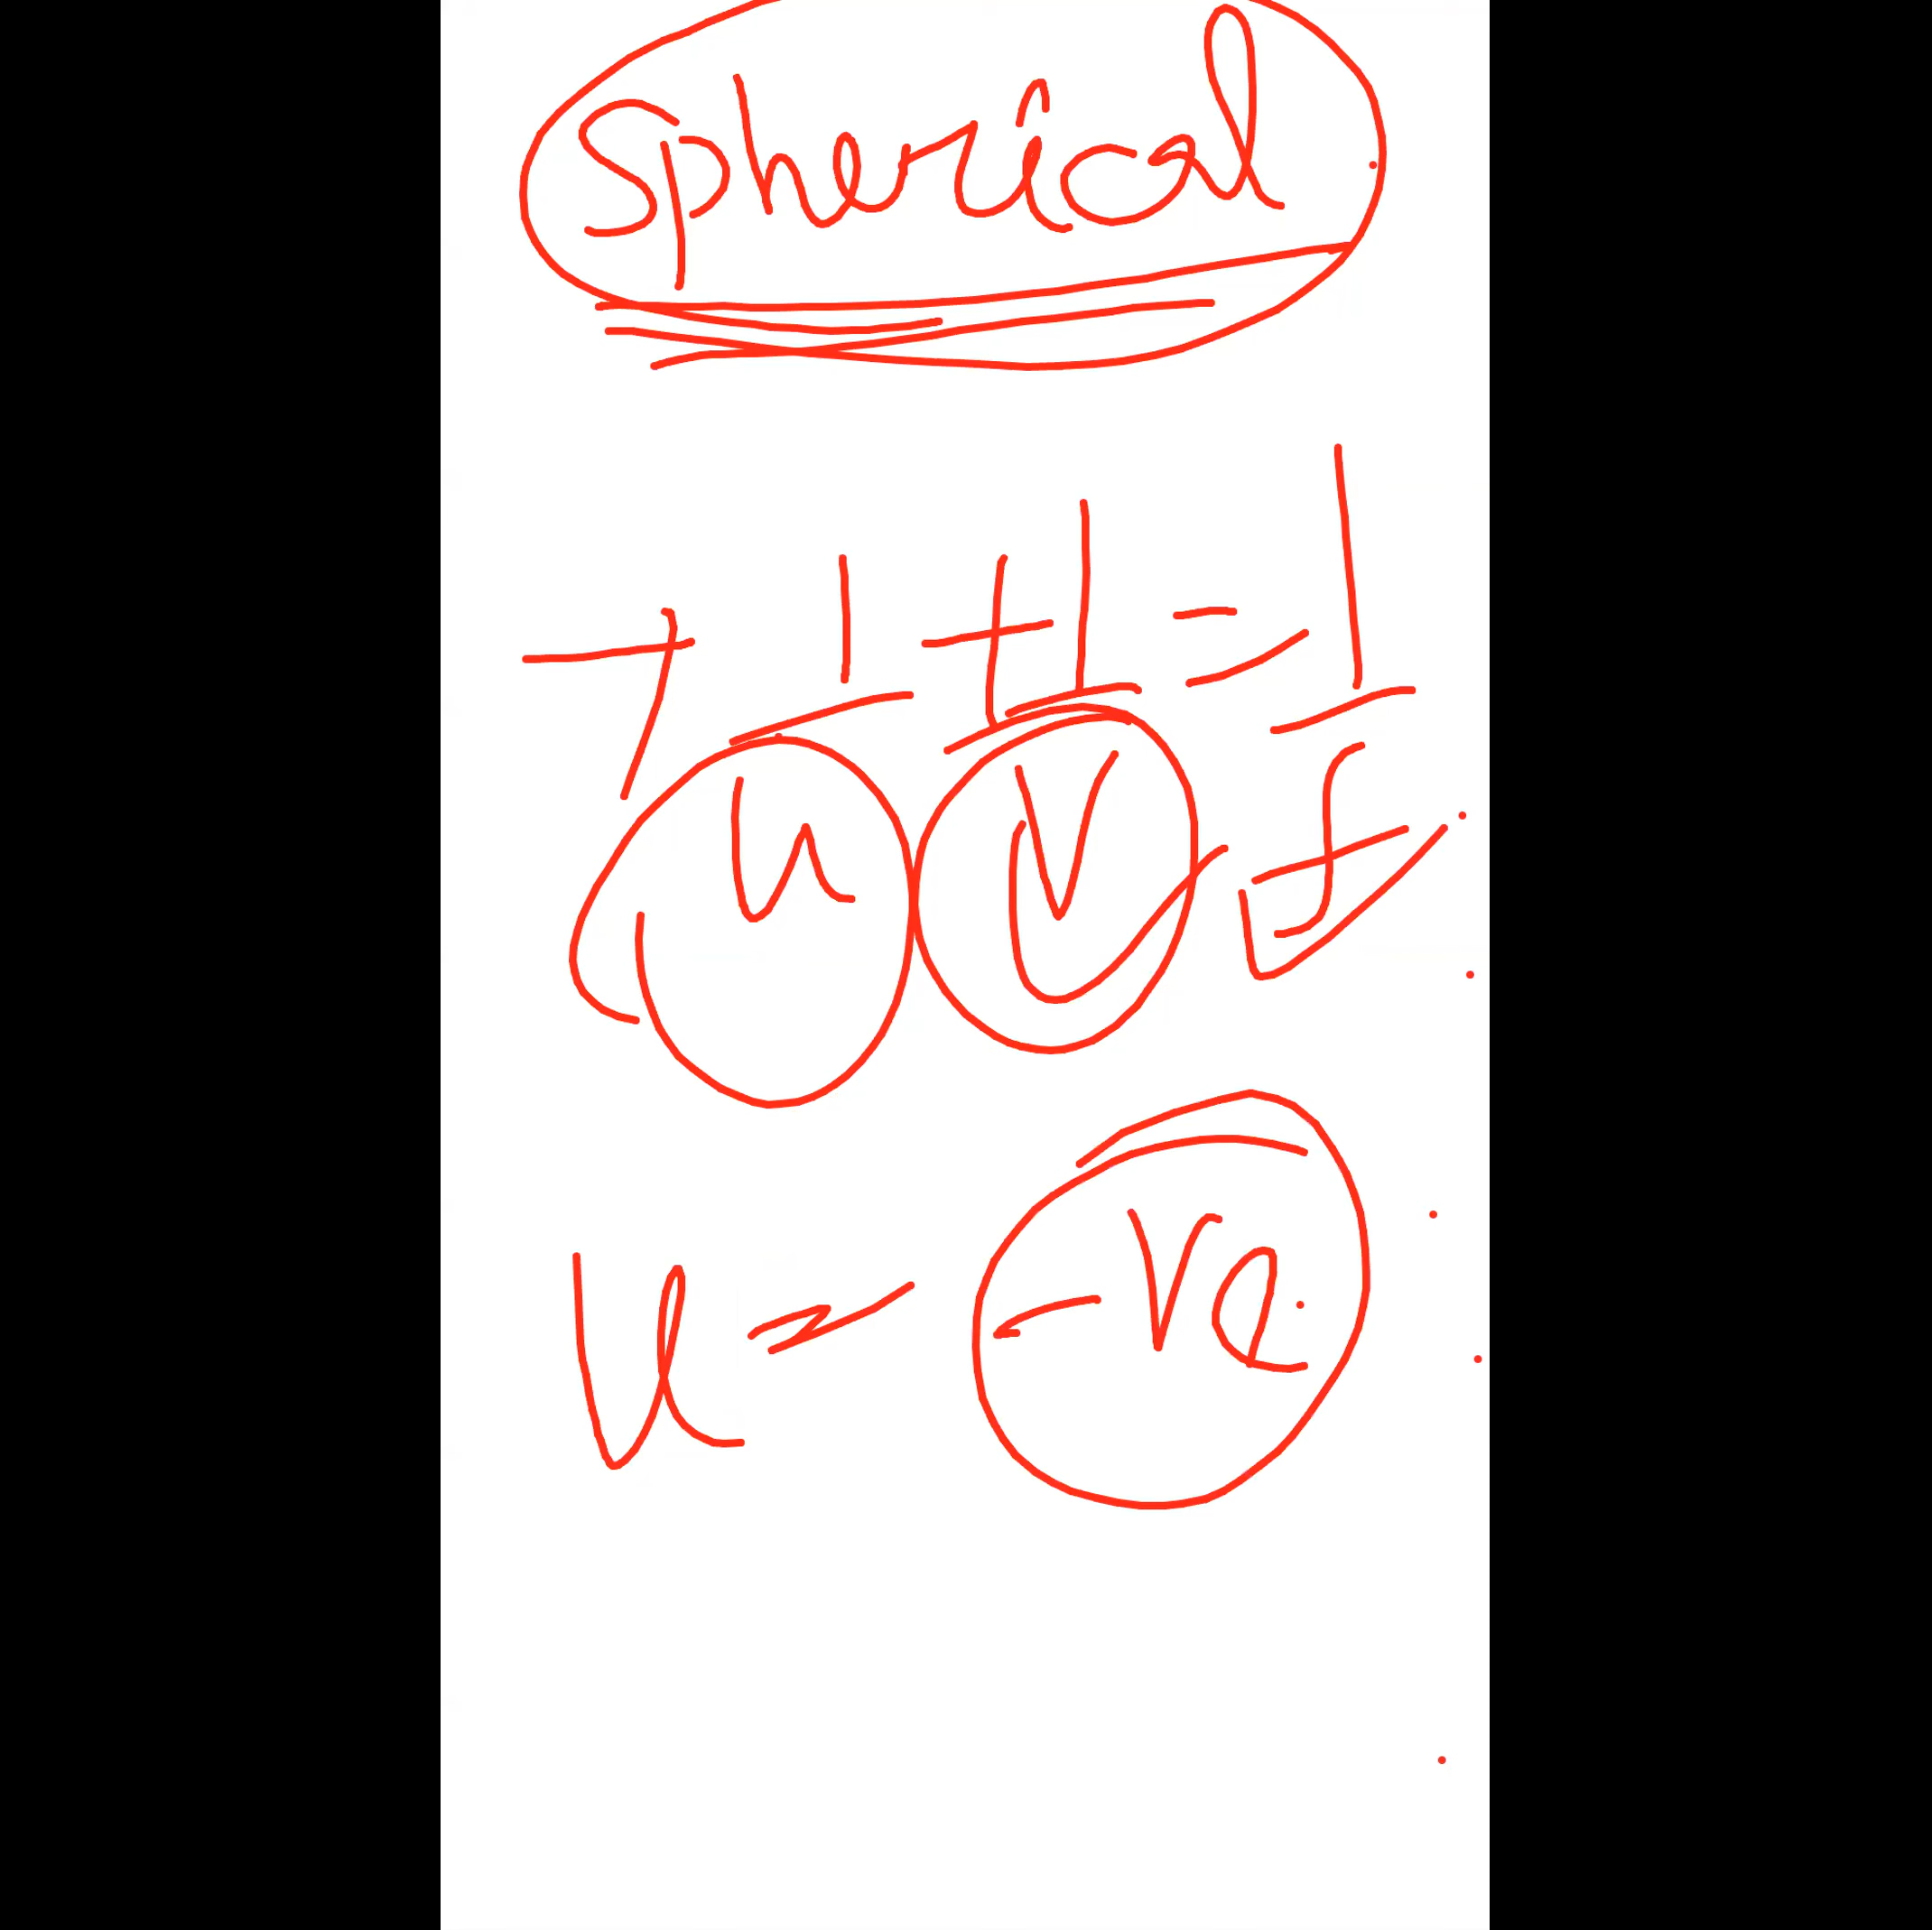 Spherical
+ 1/u + 1/v = 1/f
u = - ve